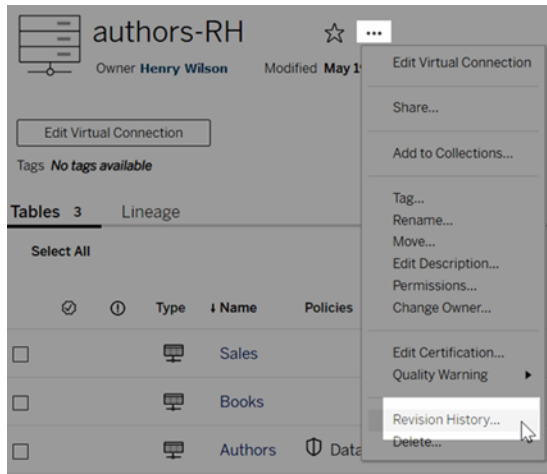 authors-RH
...
Owner Henry Wilson Modified May 1
Edit Virtual Connection
Tags No tags available
Tables 3 Lineage
Select All
Type ↓ Name Policies
Sales
Books
Authors Data
Edit Virtual Connection
Share...
Add to Collections...
Tag...
Rename...
Move...
Edit Description...
Permissions...
Change Owner...
Edit Certification...
Quality Warning
Revision History...
Delete...